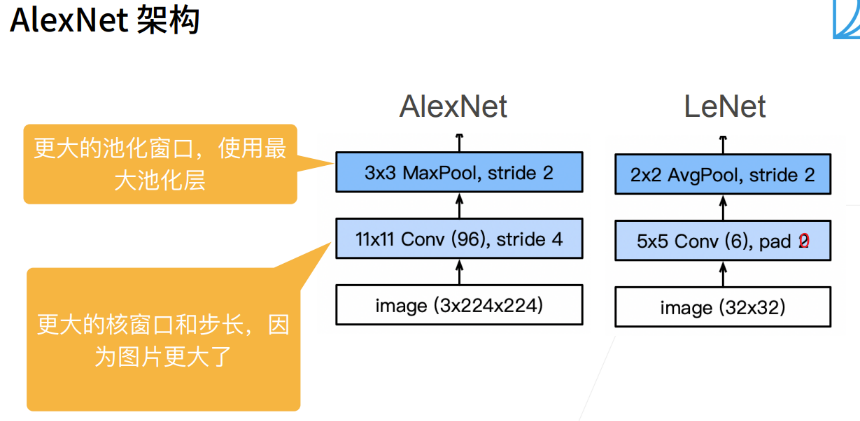 AlexNet 架构
AlexNet
LeNet
更大的池化窗口，使用最
大池化层
3x3 MaxPool, stride 2
2x2 AvgPool, stride 2
11x11 Conv (96), stride 4
5x5 Conv (6), pad 0
更大的核窗口和步长，因
为图片更大了
image (3x224x224)
image (32x32)